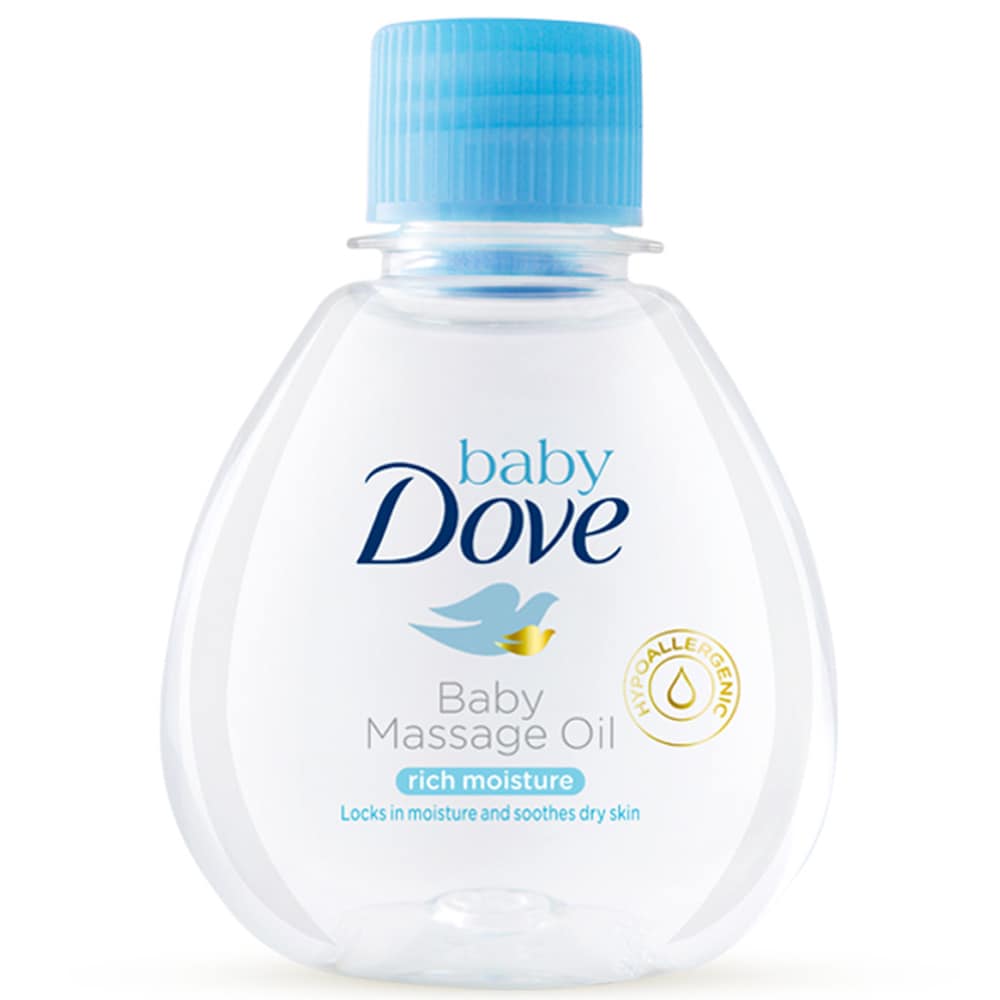 baby
Dove
HYPOALLERGENIC
Baby
Massage Oil
rich moisture
Locks in moisture and soothes dry skin